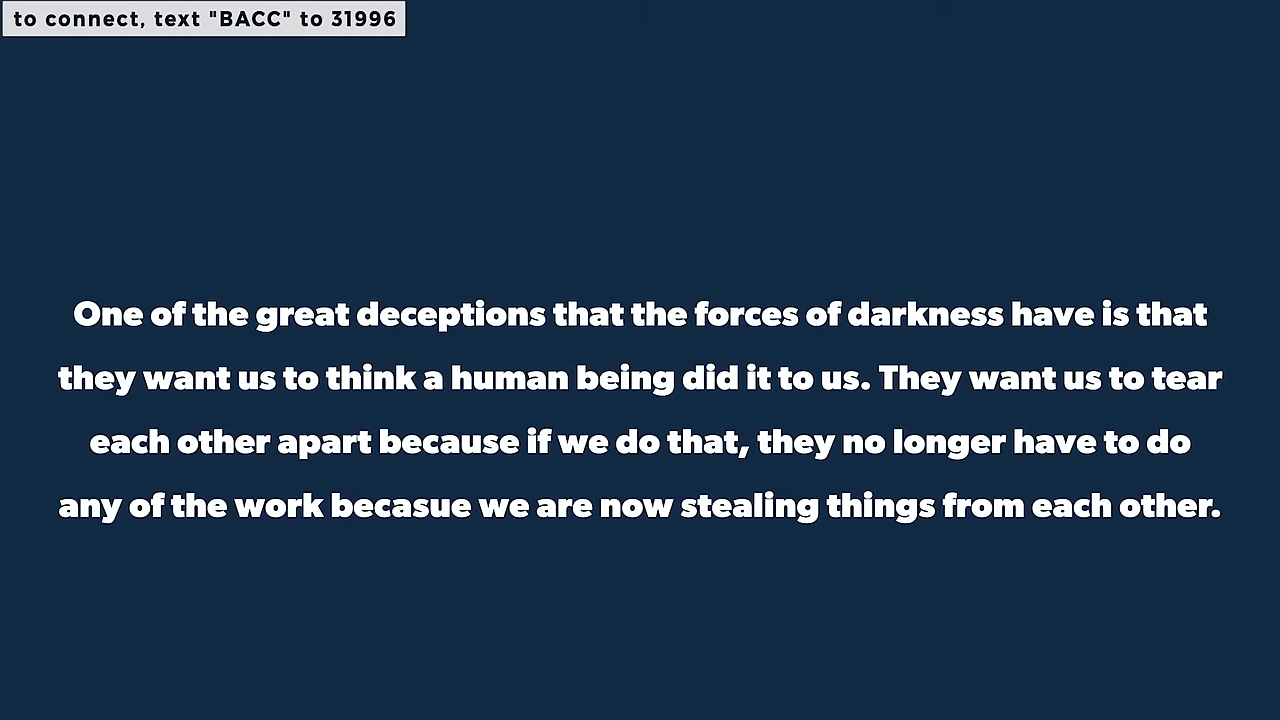 to connect, text "BACC" to 31996
One of the great deceptions that the forces of darkness have is that
they want us to think a human being did it to us. They want us to tear
each other apart because if we do that, they no longer have to do
any of the work becasue we are now stealing things from each other.